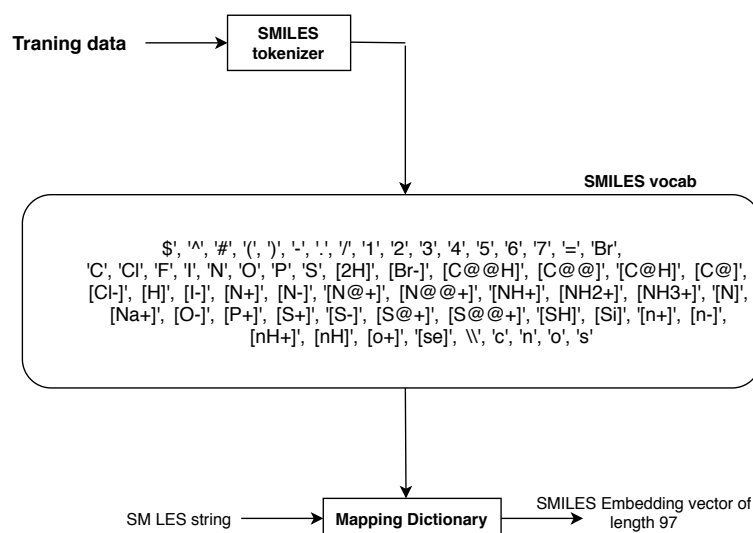 Traning data
SMILES
tokenizer
SMILES vocab
$', '^', '#', '(', ')', '-', '.', '/', '1', '2', '3', '4', '5', '6', '7', '=', 'Br',
'C', 'Cl', 'F', 'I', 'N', 'O', 'P', 'S', [2H]', [Br-]', [C@@H]', [C@@]', '[C@H]', [C@]',
[Cl-]', [H]', [I-]', [N+]', [N-]', '[N@+]', [N@@+]', '[NH+]', [NH2+]', [NH3+]', '[N]',
[Na+]', [O-]', [P+]', [S+]', '[S-]', [S@+]', [S@@+]', '[SH]', [Si]', '[n+]', [n-]',
[nH+]', [nH]', [o+]', '[se]', \\', 'c', 'n', 'o', 's'
SM LES string
Mapping Dictionary
SMILES Embedding vector of
length 97